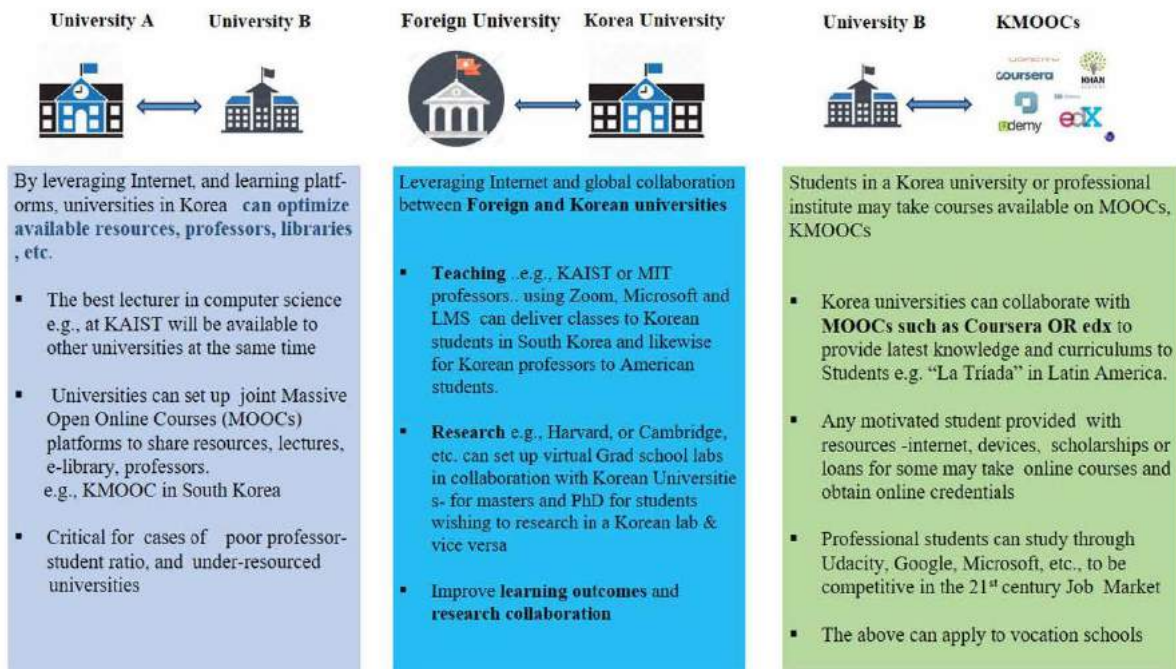 University A
University B
Foreign University
Korea University
University B
KMOOCs
coursera
KHAN
udemy
edX
By leveraging Internet, and learning plat-
forms, universities in Korea can optimize
available resources, professors, libraries
, etc.
▪ The best lecturer in computer science
e.g., at KAIST will be available to
other universities at the same time
▪ Universities can set up joint Massive
Open Online Courses (MOOCs)
platforms to share resources, lectures,
e-library, professors.
e.g., KMOOC in South Korea
▪ Critical for cases of poor professor-
student ratio, and under-resourced
universities
Leveraging Internet and global collaboration
between Foreign and Korean universities
▪ Teaching ..e.g., KAIST or MIT
professors.. using Zoom, Microsoft and
LMS can deliver classes to Korean
students in South Korea and likewise
for Korean professors to American
students.
▪ Research e.g., Harvard, or Cambridge,
etc. can set up virtual Grad school labs
in collaboration with Korean Universitie
s- for masters and PhD for students
wishing to research in a Korean lab &
vice versa
▪ Improve learning outcomes and
research collaboration
Students in a Korea university or professional
institute may take courses available on MOOCs,
KMOOCs
▪ Korea universities can collaborate with
MOOCs such as Coursera OR edx to
provide latest knowledge and curriculums to
Students e.g. “La Tríada” in Latin America.
▪ Any motivated student provided with
resources -internet, devices, scholarships or
loans for some may take online courses and
obtain online credentials
▪ Professional students can study through
Udacity, Google, Microsoft, etc., to be
competitive in the 21st century Job Market
▪ The above can apply to vocation schools